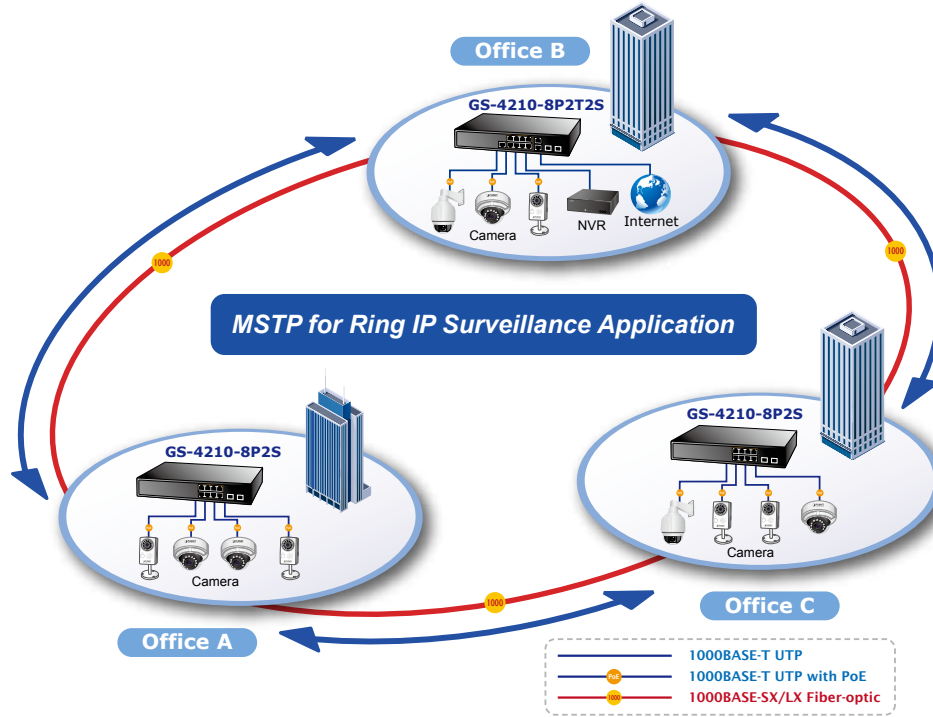 Office B
GS-4210-8P2T2S
Camera
NVR
Internet
1000
1000
MSTP for Ring IP Surveillance Application
GS-4210-8P2S
Camera
Office A
GS-4210-8P2S
Camera
Office C
1000
1000BASE-T UTP
PoE
1000BASE-T UTP with PoE
1000
1000BASE-SX/LX Fiber-optic